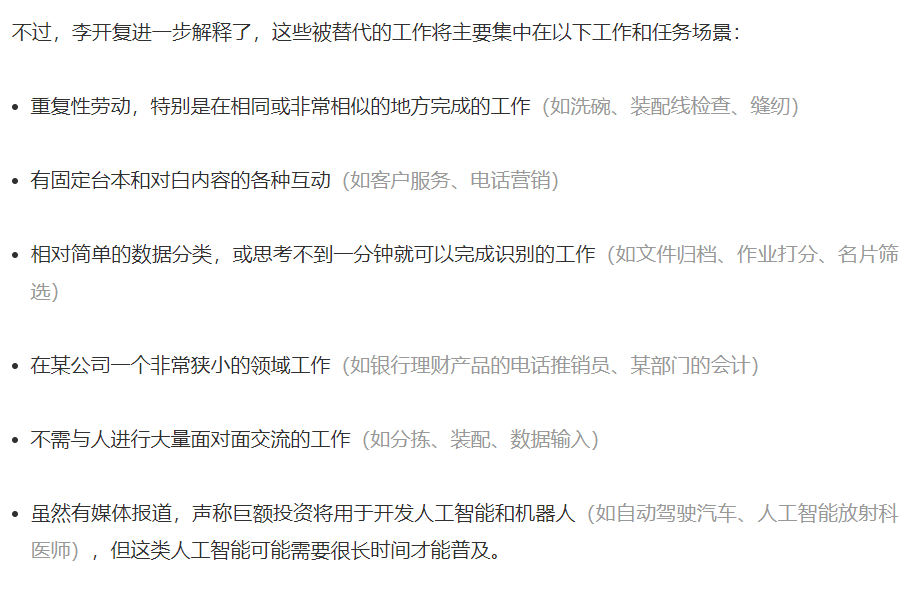 不过，李开复进一步解释了，这些被替代的工作将主要集中在以下工作和任务场景：
• 重复性劳动，特别是在相同或非常相似的地方完成的工作（如洗碗、装配线检查、缝纫）
• 有固定台本和对白内容的各种互动（如客户服务、电话营销）
• 相对简单的数据分类，或思考不到一分钟就可以完成识别的工作（如文件归档、作业打分、名片筛
选）
• 在某公司一个非常狭小的领域工作（如银行理财产品的电话推销员、某部门的会计）
• 不需与人进行大量面对面交流的工作（如分拣、装配、数据输入）
• 虽然有媒体报道，声称巨额投资将用于开发人工智能和机器人（如自动驾驶汽车、人工智能放射科
医师），但这类人工智能可能需要很长时间才能普及。